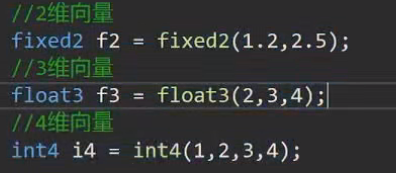 //2维向量
fixed2 f2 = fixed2(1.2,2.5);
//3维向量
float3 f3 = float3(2,3,4);
//4维向量
int4 i4 = int4(1,2,3,4);